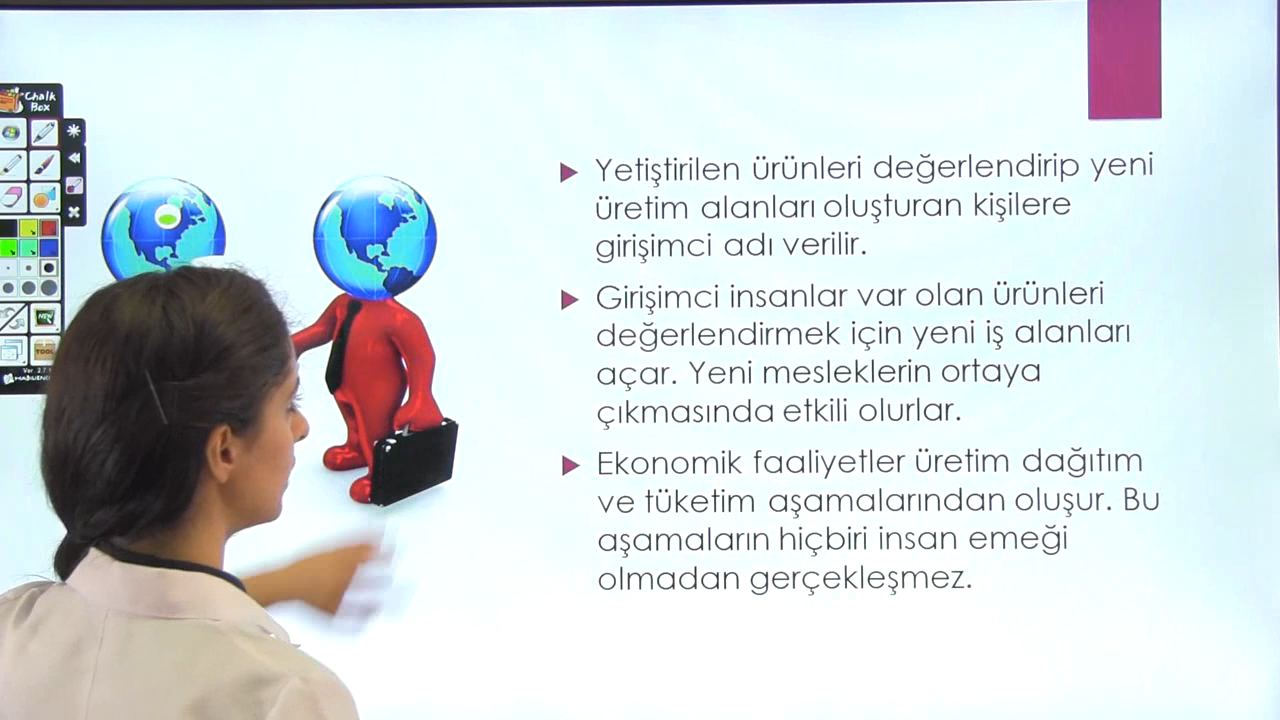 Chalk
Box
Yetiştirilen ürünleri değerlendirip yeni
üretim alanları oluşturan kişilere
girişimci adı verilir.
Girişimci insanlar var olan ürünleri
değerlendirmek için yeni iş alanları
açar. Yeni mesleklerin ortaya
çıkmasında etkili olurlar.
Ekonomik faaliyetler üretim dağıtım
ve tüketim aşamalarından oluşur. Bu
aşamaların hiçbiri insan emeği
olmadan gerçekleşmez.
TOOL